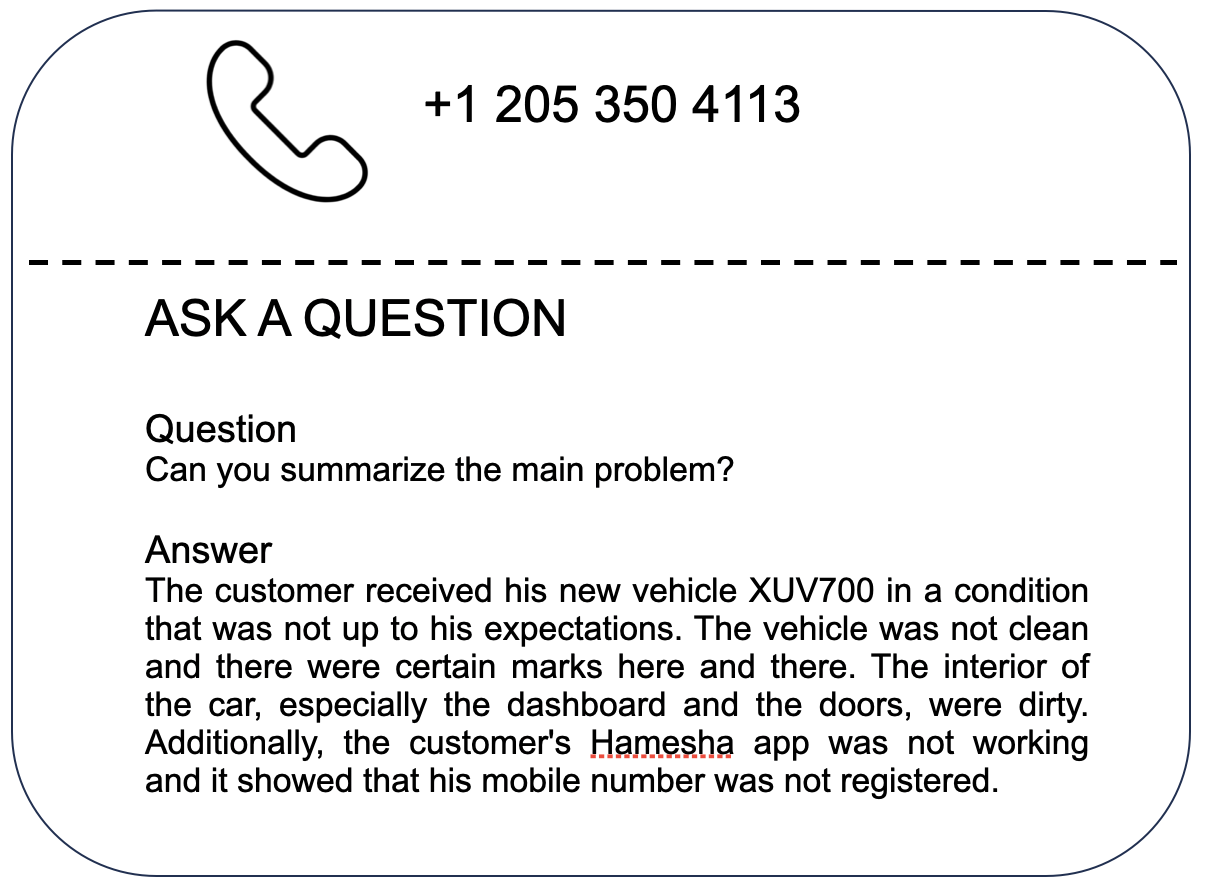 +1 205 350 4113
ASK A QUESTION
Question
Can you summarize the main problem?
Answer
The customer received his new vehicle XUV700 in a condition
that was not up to his expectations. The vehicle was not clean
and there were certain marks here and there. The interior of
the car, especially the dashboard and the doors, were dirty.
Additionally, the customer's Hamesha app was not working
and it showed that his mobile number was not registered.